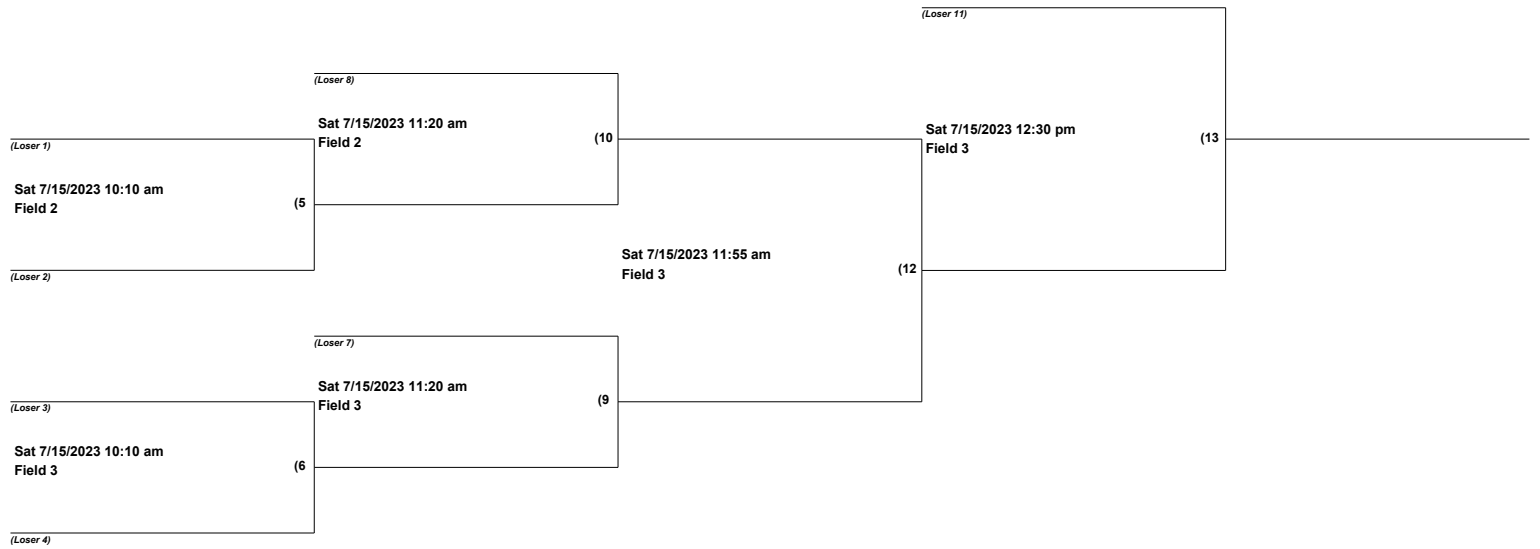 (Loser 11)
(Loser 8)
Sat 7/15/2023 11:20 am
Field 2
(10
Sat 7/15/2023 12:30 pm
Field 3
(13
(Loser 1)
Sat 7/15/2023 10:10 am
Field 2
(5
Sat 7/15/2023 11:55 am
Field 3
(12
(Loser 2)
(Loser 7)
Sat 7/15/2023 11:20 am
Field 3
(9
(Loser 3)
Sat 7/15/2023 10:10 am
Field 3
(6
(Loser 4)